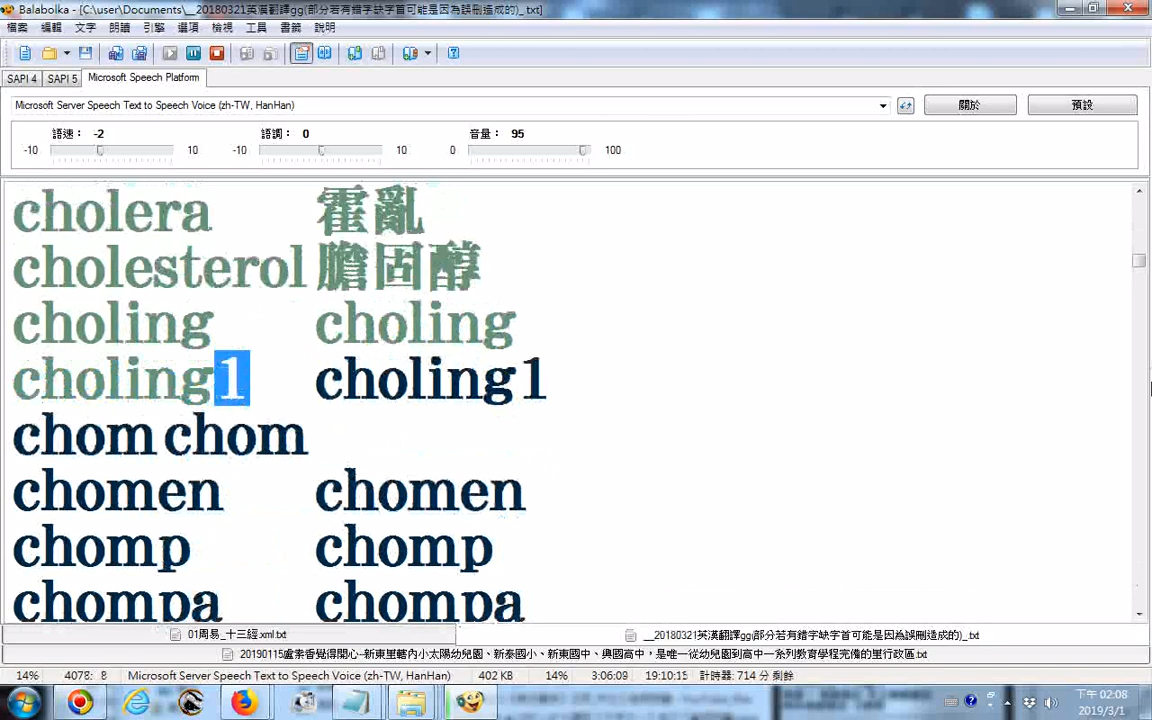 Balabolka - [C:\user\Documents\__20180321英漢翻譯gg(部分若有錯字缺字首可能是因為誤刪造成的)_.txt]
檔案 編輯 文字 朗讀 引擎 選項 檢視 工具 書籤 說明
SAPI 4 SAPI 5 Microsoft Speech Platform
Microsoft Server Speech Text to Speech Voice (zh-TW, HanHan) 關於 預設
語速： -2 語調： 0 音量： 95
-10 10 -10 10 0 100
cholera 霍亂
cholesterol 膽固醇
choling choling
choling1 choling1
chom chom
chomen chomen
chomp chomp
chompa chompa
01周易_十三經.xml.txt __20180321英漢翻譯gg(部分若有錯字缺字首可能是因為誤刪造成的)_.txt
20190115盧素香覺得開心-新東里轄內小太陽幼兒園、新泰國小、新東國中、興國高中，是唯一從幼兒園到高中一系列教育學程完備的里行政區.txt
14% 4078: 8 Microsoft Server Speech Text to Speech Voice (zh-TW, HanHan) 402 KB 14% 3:06:09 19:10:15 計時器: 714 分 剩餘
下午 02:08
2019/3/1